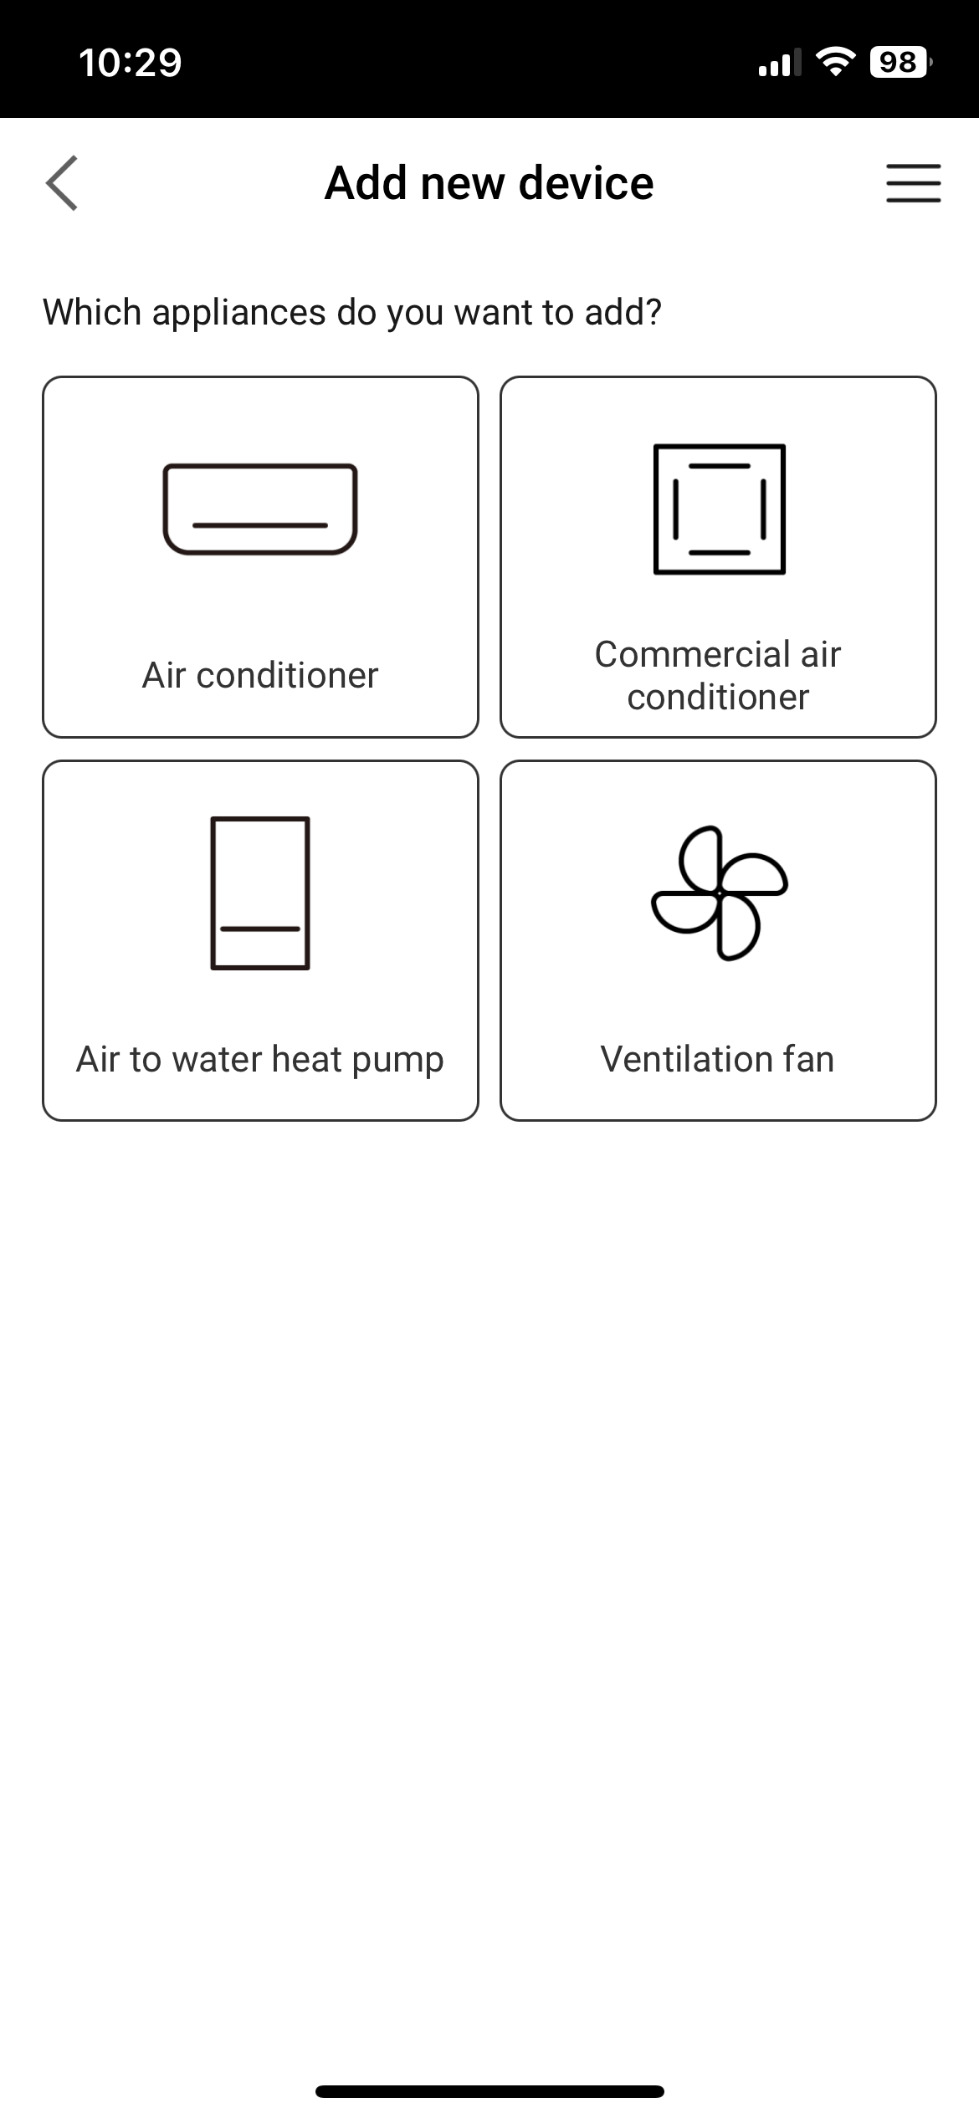 10:29
98
Add new device
Which appliances do you want to add?
Air conditioner
Commercial air
conditioner
Air to water heat pump
Ventilation fan